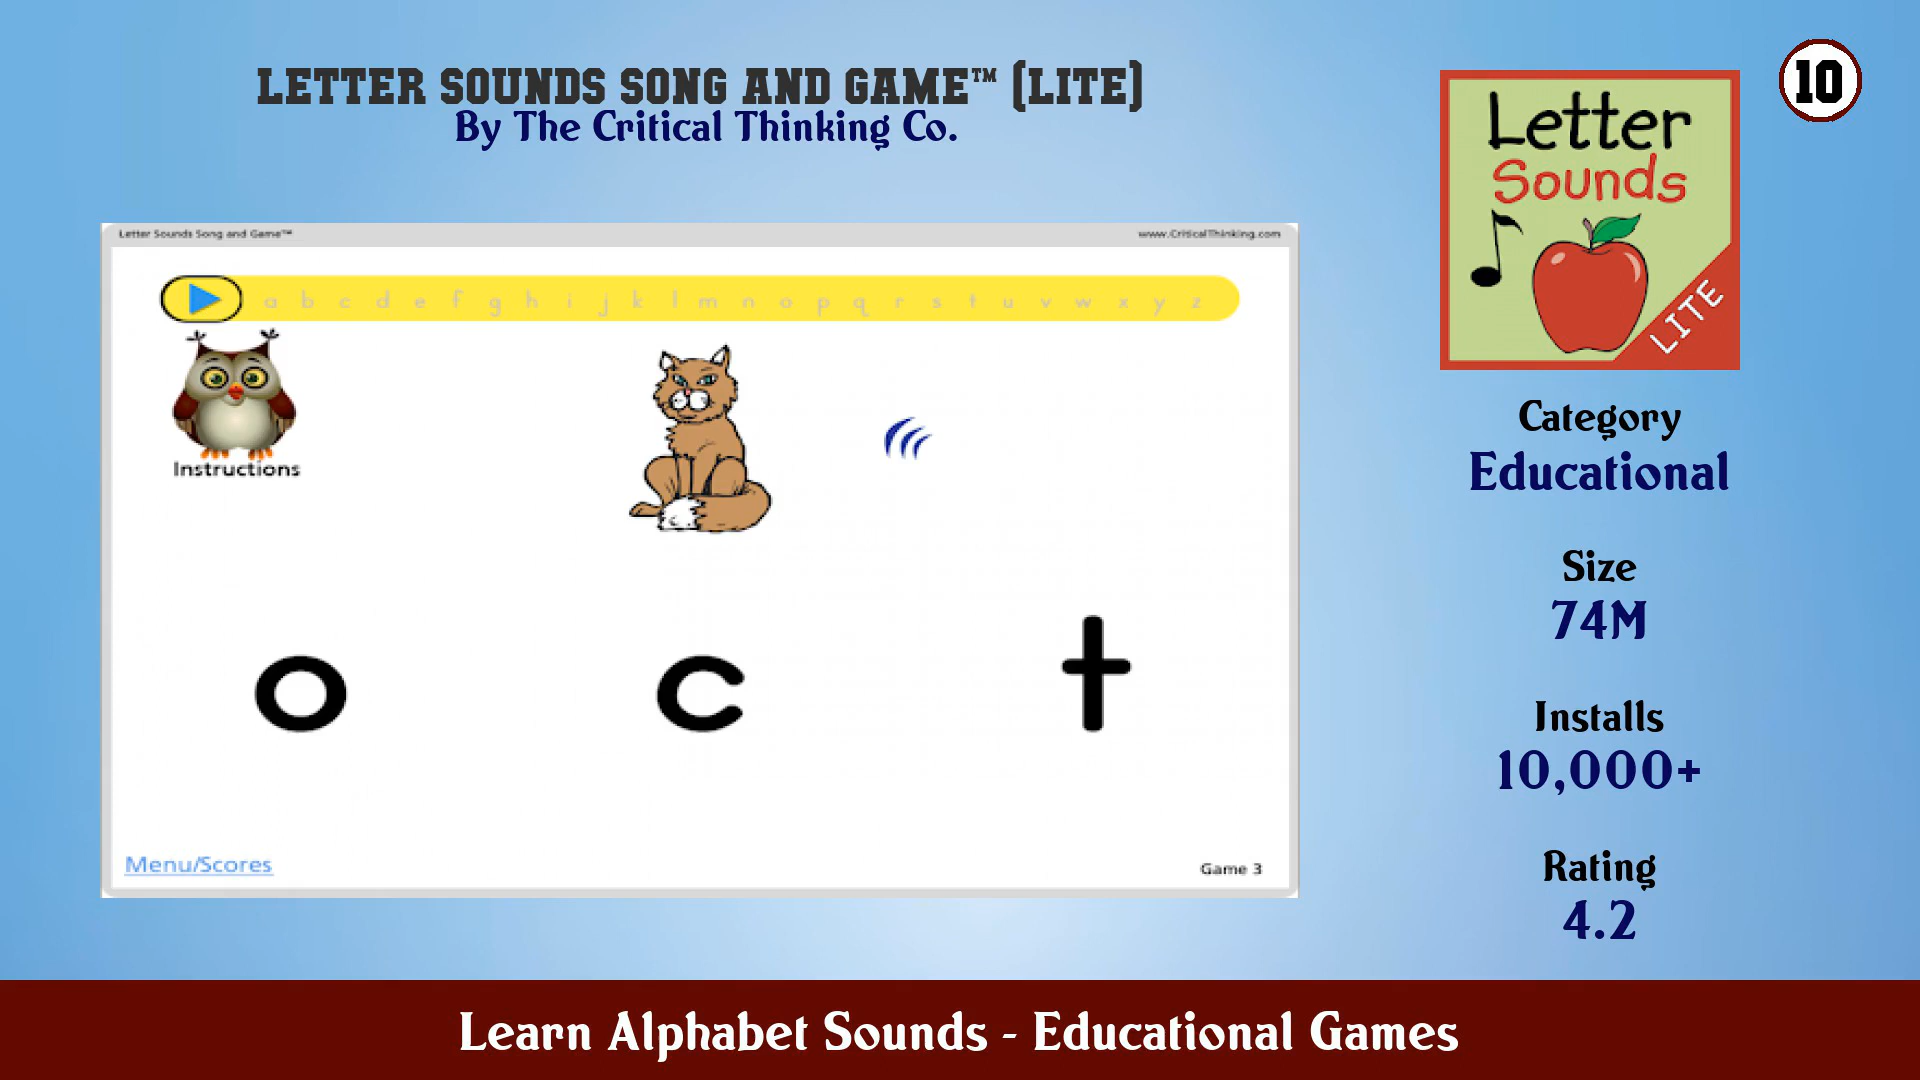 LETTER SOUNDS SONG AND GAME™ (LITE)
By The Critical Thinking Co.
10
Letter Sounds Song and Game™
www.CriticalThinking.com
a b c d e f g h i j k l m n o p q r s t u v w x y z
Instructions
o c t
Menu/Scores
Game 3
Letter
Sounds
LITE
Category
Educational
Size
74M
Installs
10,000+
Rating
4.2
Learn Alphabet Sounds - Educational Games